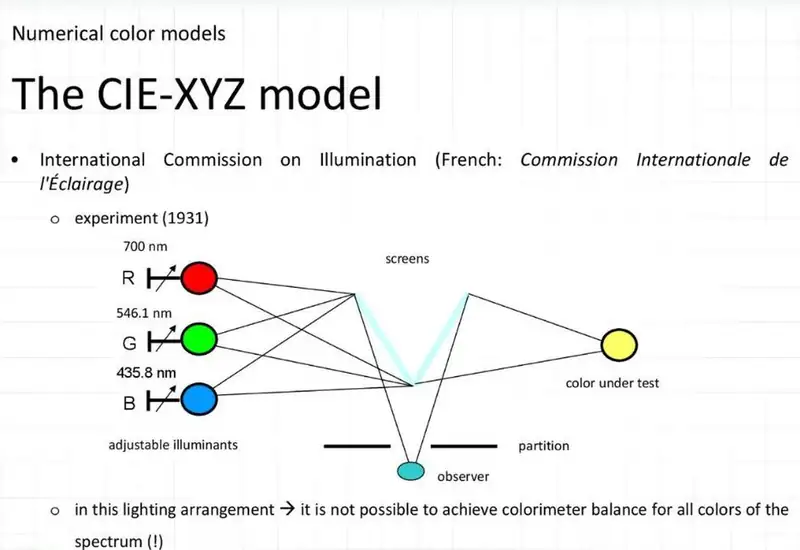 Numerical color models
The CIE-XYZ model
• International Commission on Illumination (French: Commission Internationale de
l'Éclairage)
o experiment (1931)
700 nm
screens
R
546.1 nm
G
435.8 nm
color under test
B
adjustable illuminants
partition
observer
o in this lighting arrangement → it is not possible to achieve colorimeter balance for all colors of the
spectrum (!)